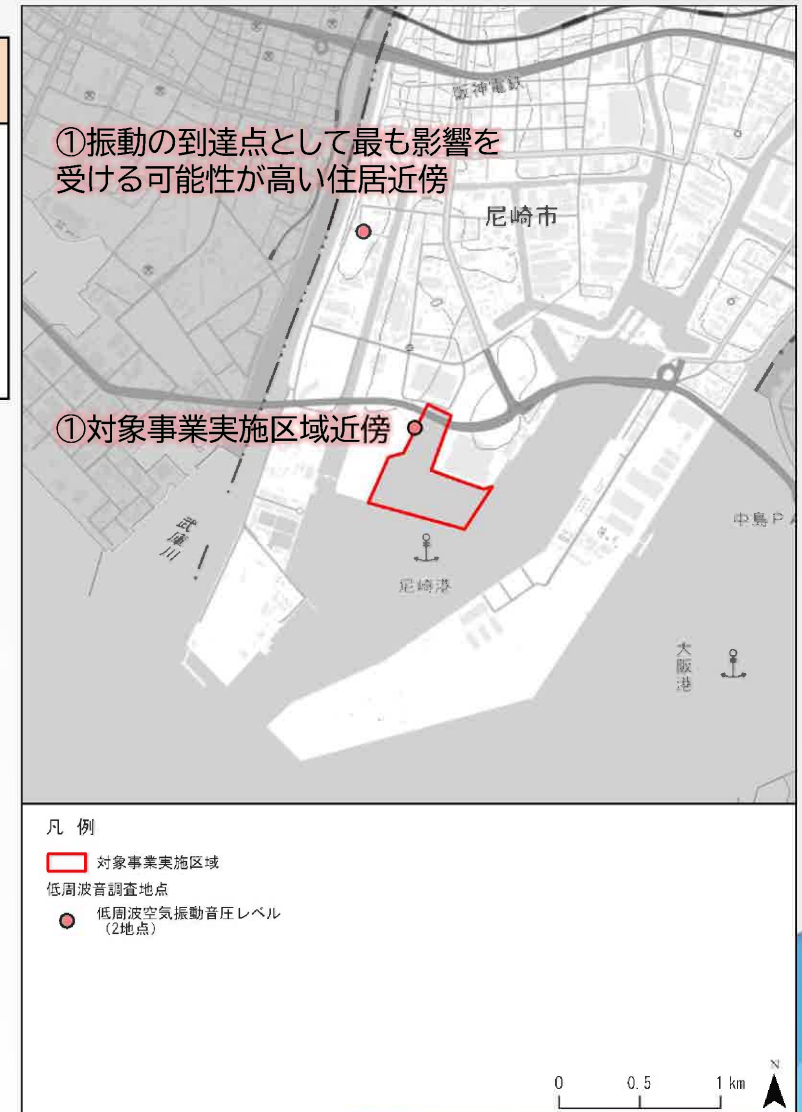 阪神電鉄
①振動の到達点として最も影響を
受ける可能性が高い住居近傍
尼崎市
①対象事業実施区域近傍
武庫川
中島PA
尼崎港
大阪港
凡 例
対象事業実施区域
低周波音調査地点
低周波空気振動音圧レベル
(2地点)
0 0.5 1 km
N